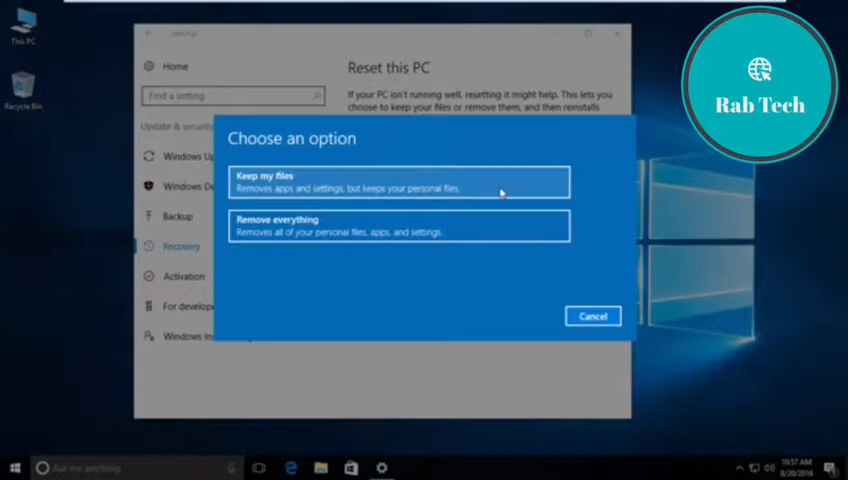 This PC
Recycle Bin
Settings
Home
Find a setting
Update & security
Windows Up
Windows De
Backup
Recovery
Activation
For develope
Windows In
Reset this PC
If your PC isn't running well, resetting it might help. This lets you
choose to keep your files or remove them, and then reinstalls
Choose an option
Keep my files
Removes apps and settings, but keeps your personal files.
Remove everything
Removes all of your personal files, apps, and settings.
Cancel
Rab Tech
Ask me anything
10:57 AM
8/20/2016